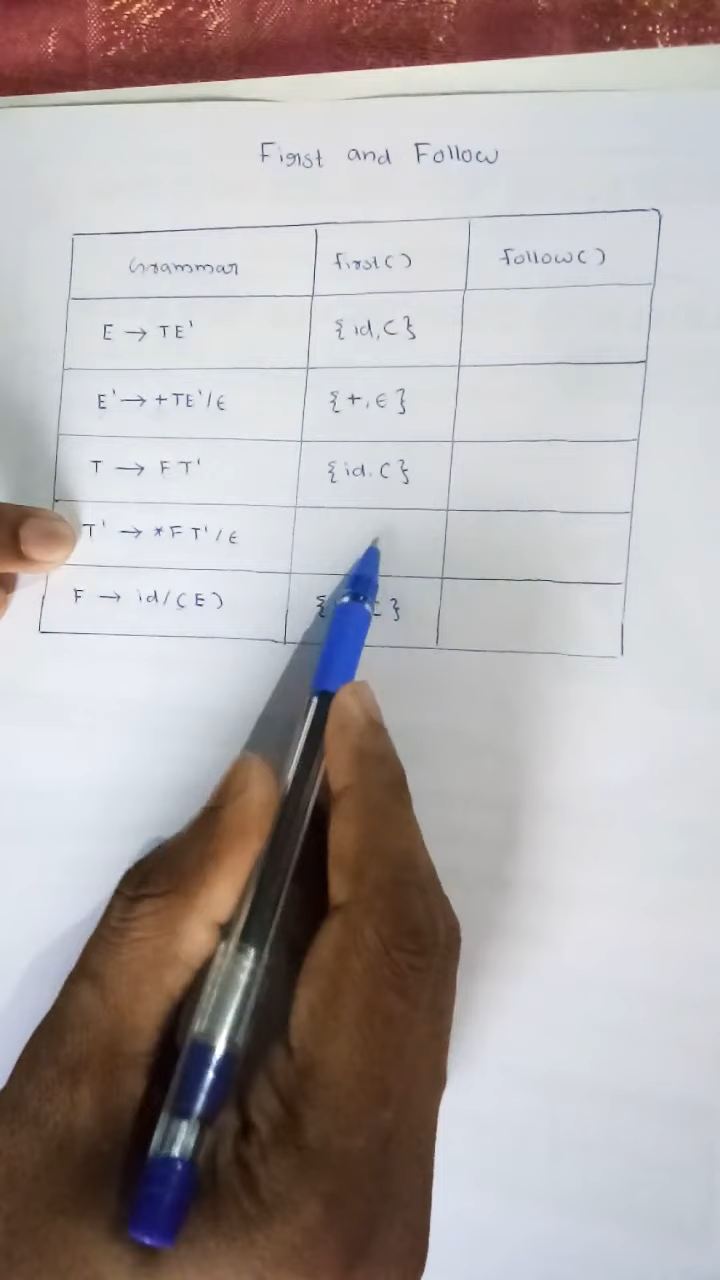 First and Follow
Grammar first() follow()
E → TE' {id, (}
E' → +TE'/ϵ {+, ϵ}
T → FT' {id. (}
T' → *FT'/ϵ
F → id/(E) { }